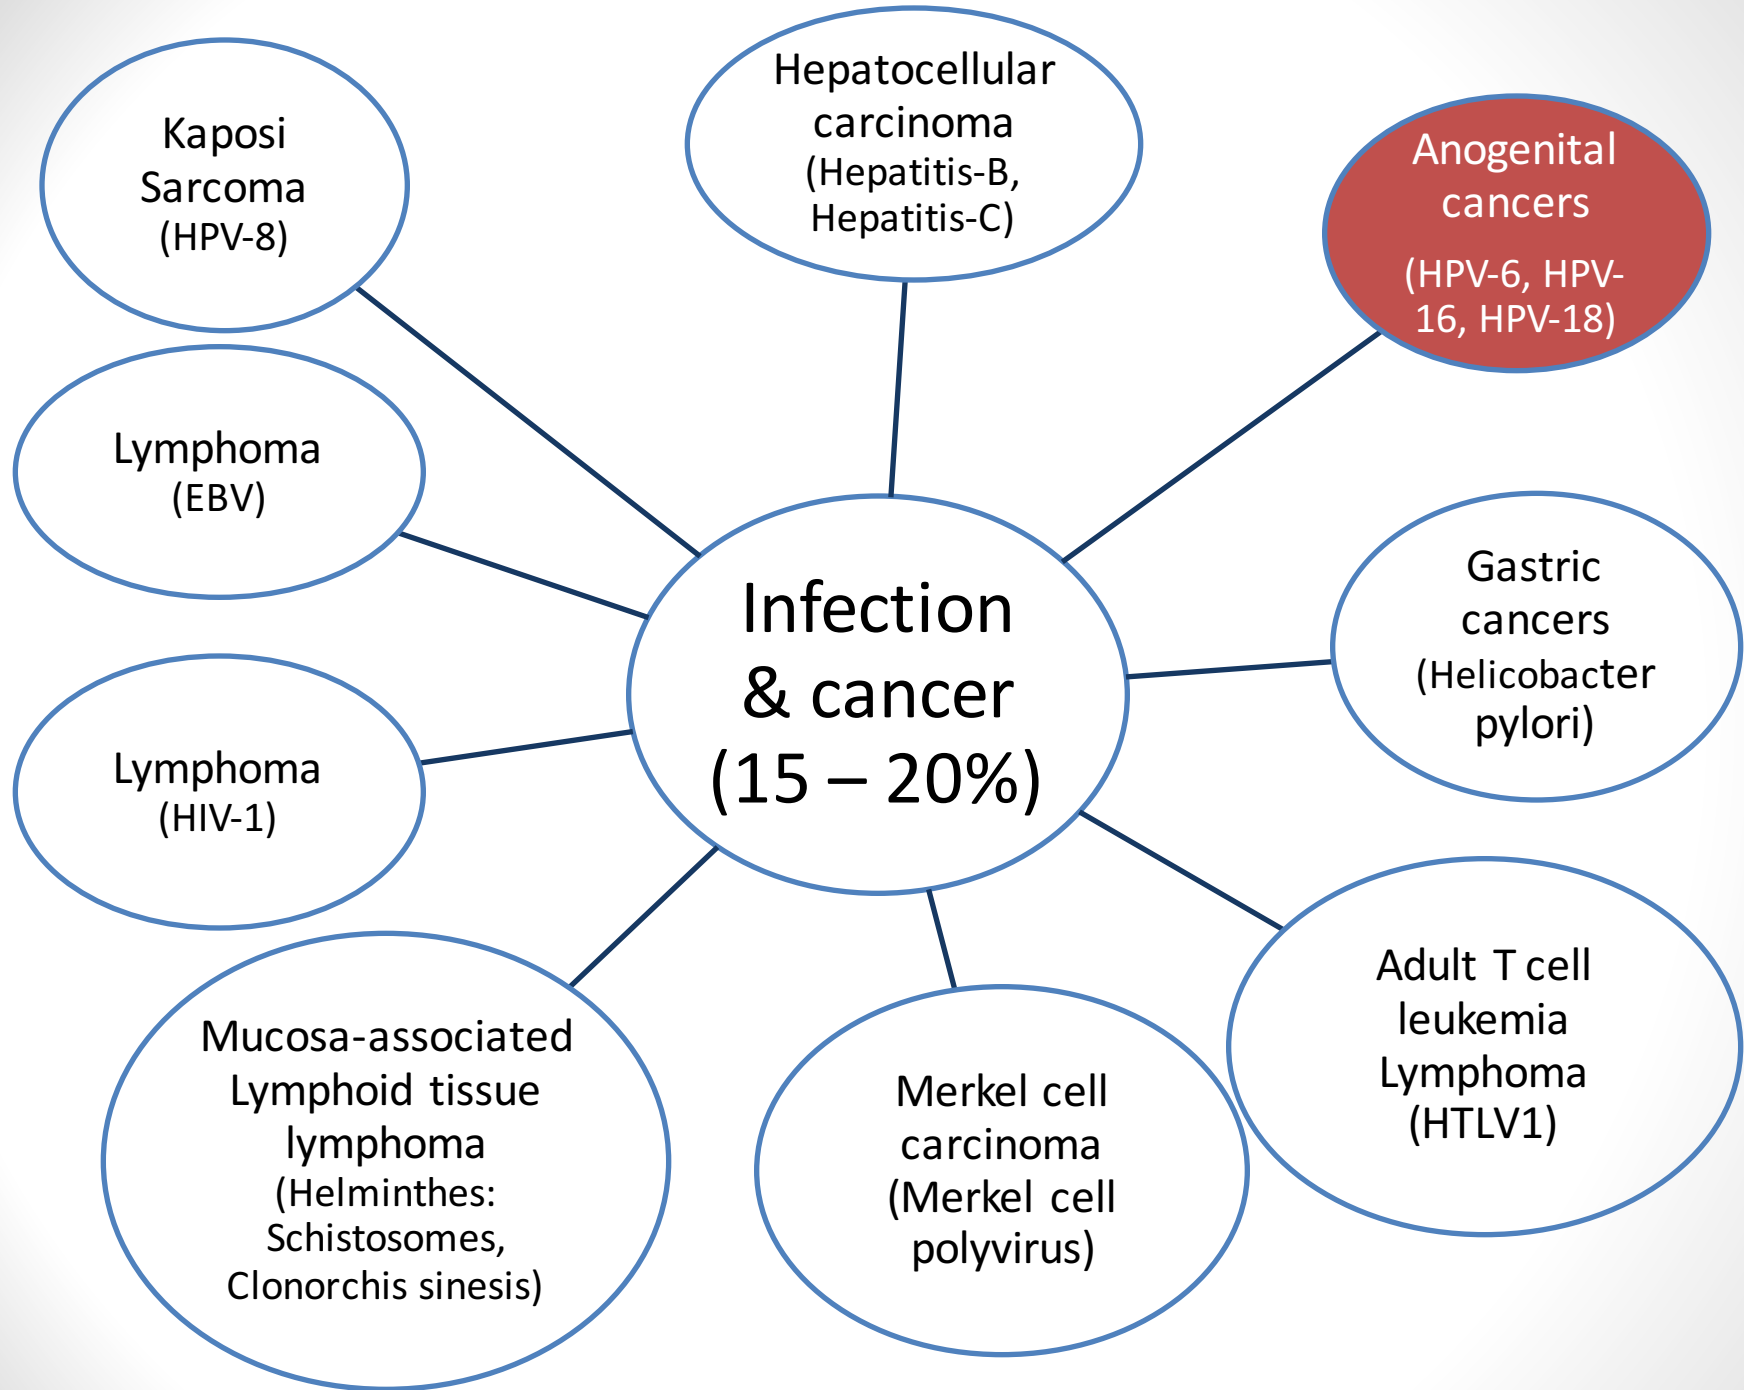 Kaposi
Sarcoma
(HPV-8)
Hepatocellular
carcinoma
(Hepatitis-B,
Hepatitis-C)
Anogenital
cancers
(HPV-6, HPV-
16, HPV-18)
Lymphoma
(EBV)
Infection
& cancer
(15 – 20%)
Gastric
cancers
(Helicobacter
pylori)
Lymphoma
(HIV-1)
Mucosa-associated
Lymphoid tissue
lymphoma
(Helminthes:
Schistosomes,
Clonorchis sinesis)
Merkel cell
carcinoma
(Merkel cell
polyvirus)
Adult T cell
leukemia
Lymphoma
(HTLV1)